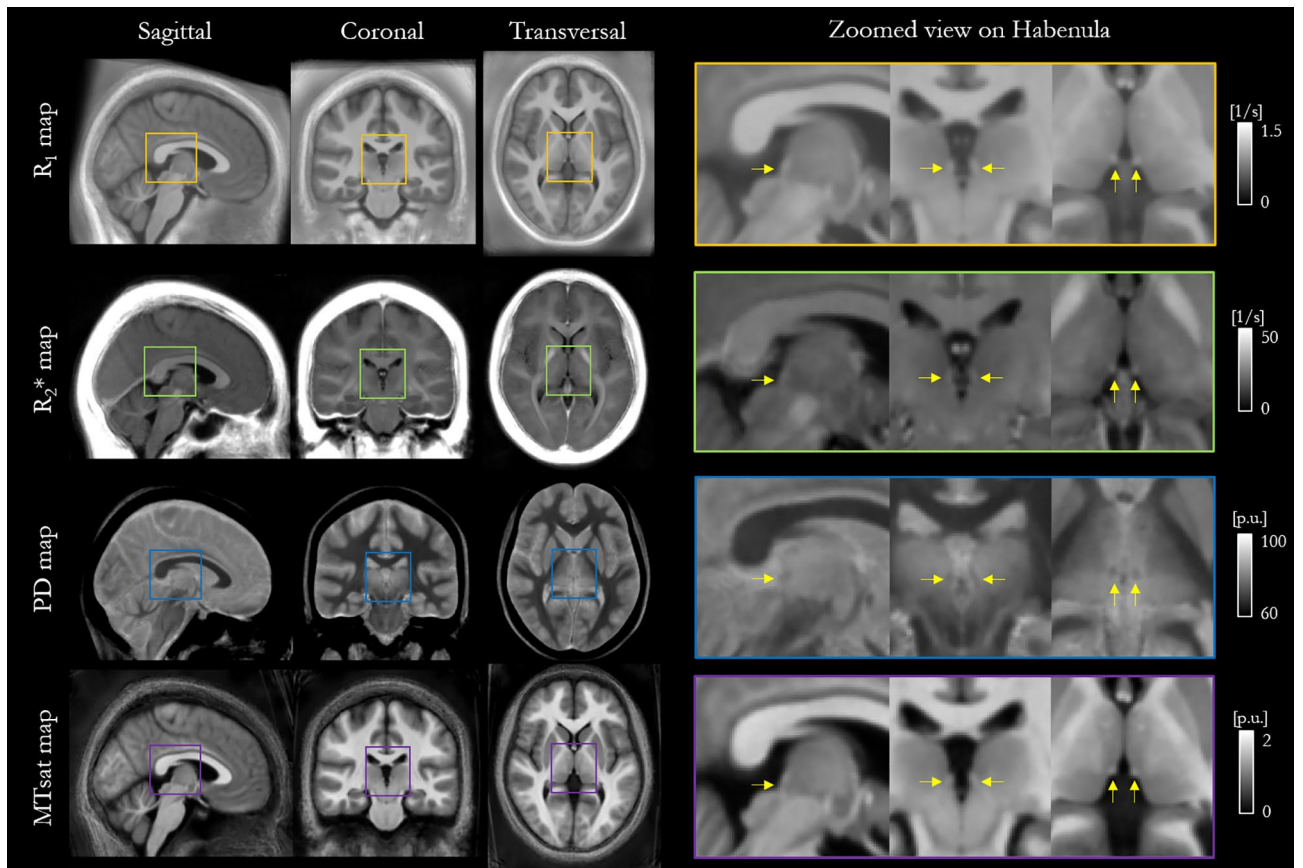 Sagittal Coronal Transversal Zoomed view on Habenula
R₁ map
[1/s]
1.5
0
R₂* map
[1/s]
50
0
PD map
[p.u.]
100
60
MTsat map
[p.u.]
2
0